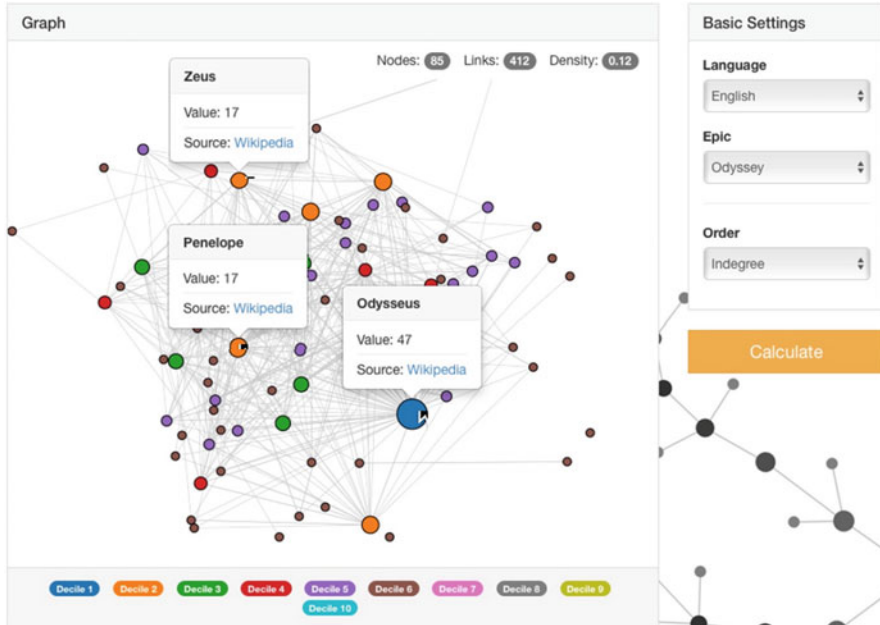 Graph
Nodes: 85 Links: 412 Density: 0.12
Zeus
Value: 17
Source: Wikipedia
Penelope
Value: 17
Source: Wikipedia
Odysseus
Value: 47
Source: Wikipedia
Decile 1 Decile 2 Decile 3 Decile 4 Decile 5 Decile 6 Decile 7 Decile 8 Decile 9
Decile 10
Basic Settings
Language
English
Epic
Odyssey
Order
Indegree
Calculate